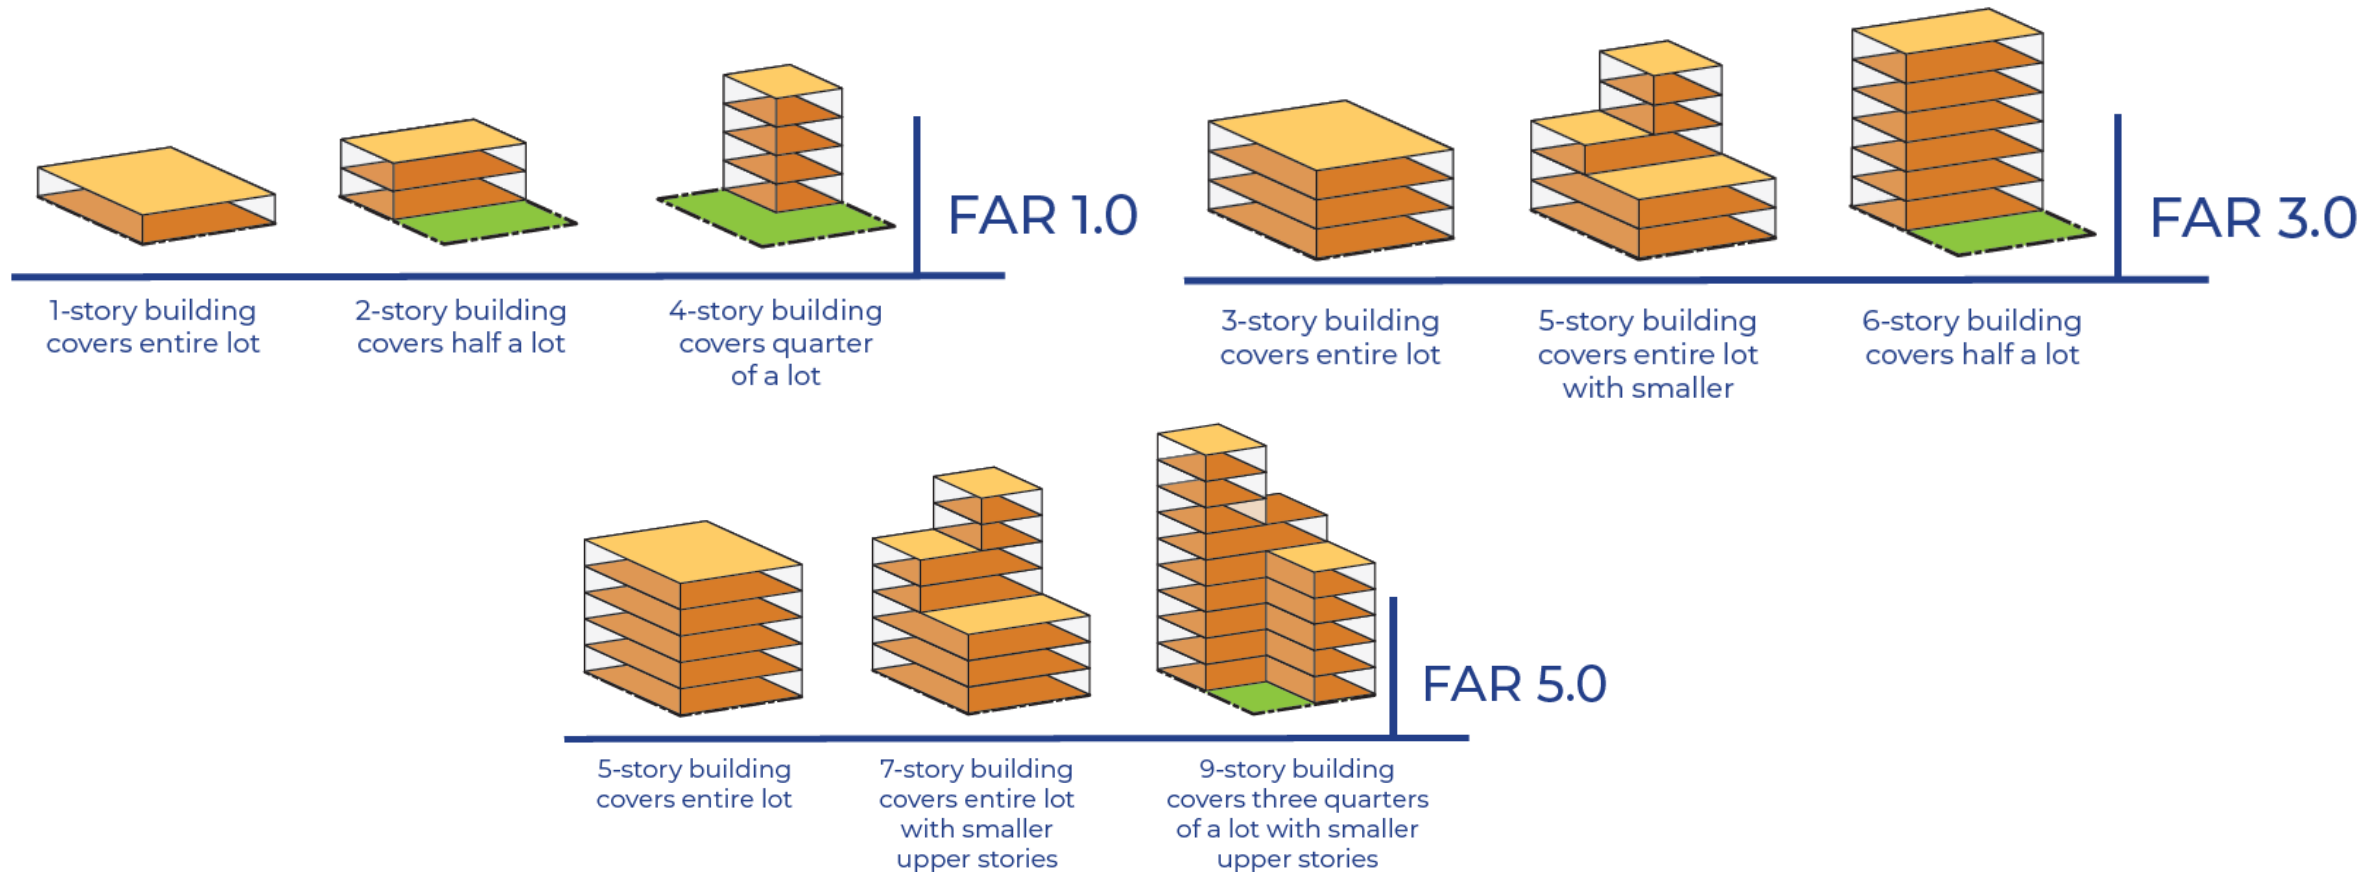 FAR 1.0
1-story building
covers entire lot
2-story building
covers half a lot
4-story building
covers quarter
of a lot
FAR 3.0
3-story building
covers entire lot
5-story building
covers entire lot
with smaller
6-story building
covers half a lot
FAR 5.0
5-story building
covers entire lot
7-story building
covers entire lot
with smaller
upper stories
9-story building
covers three quarters
of a lot with smaller
upper stories